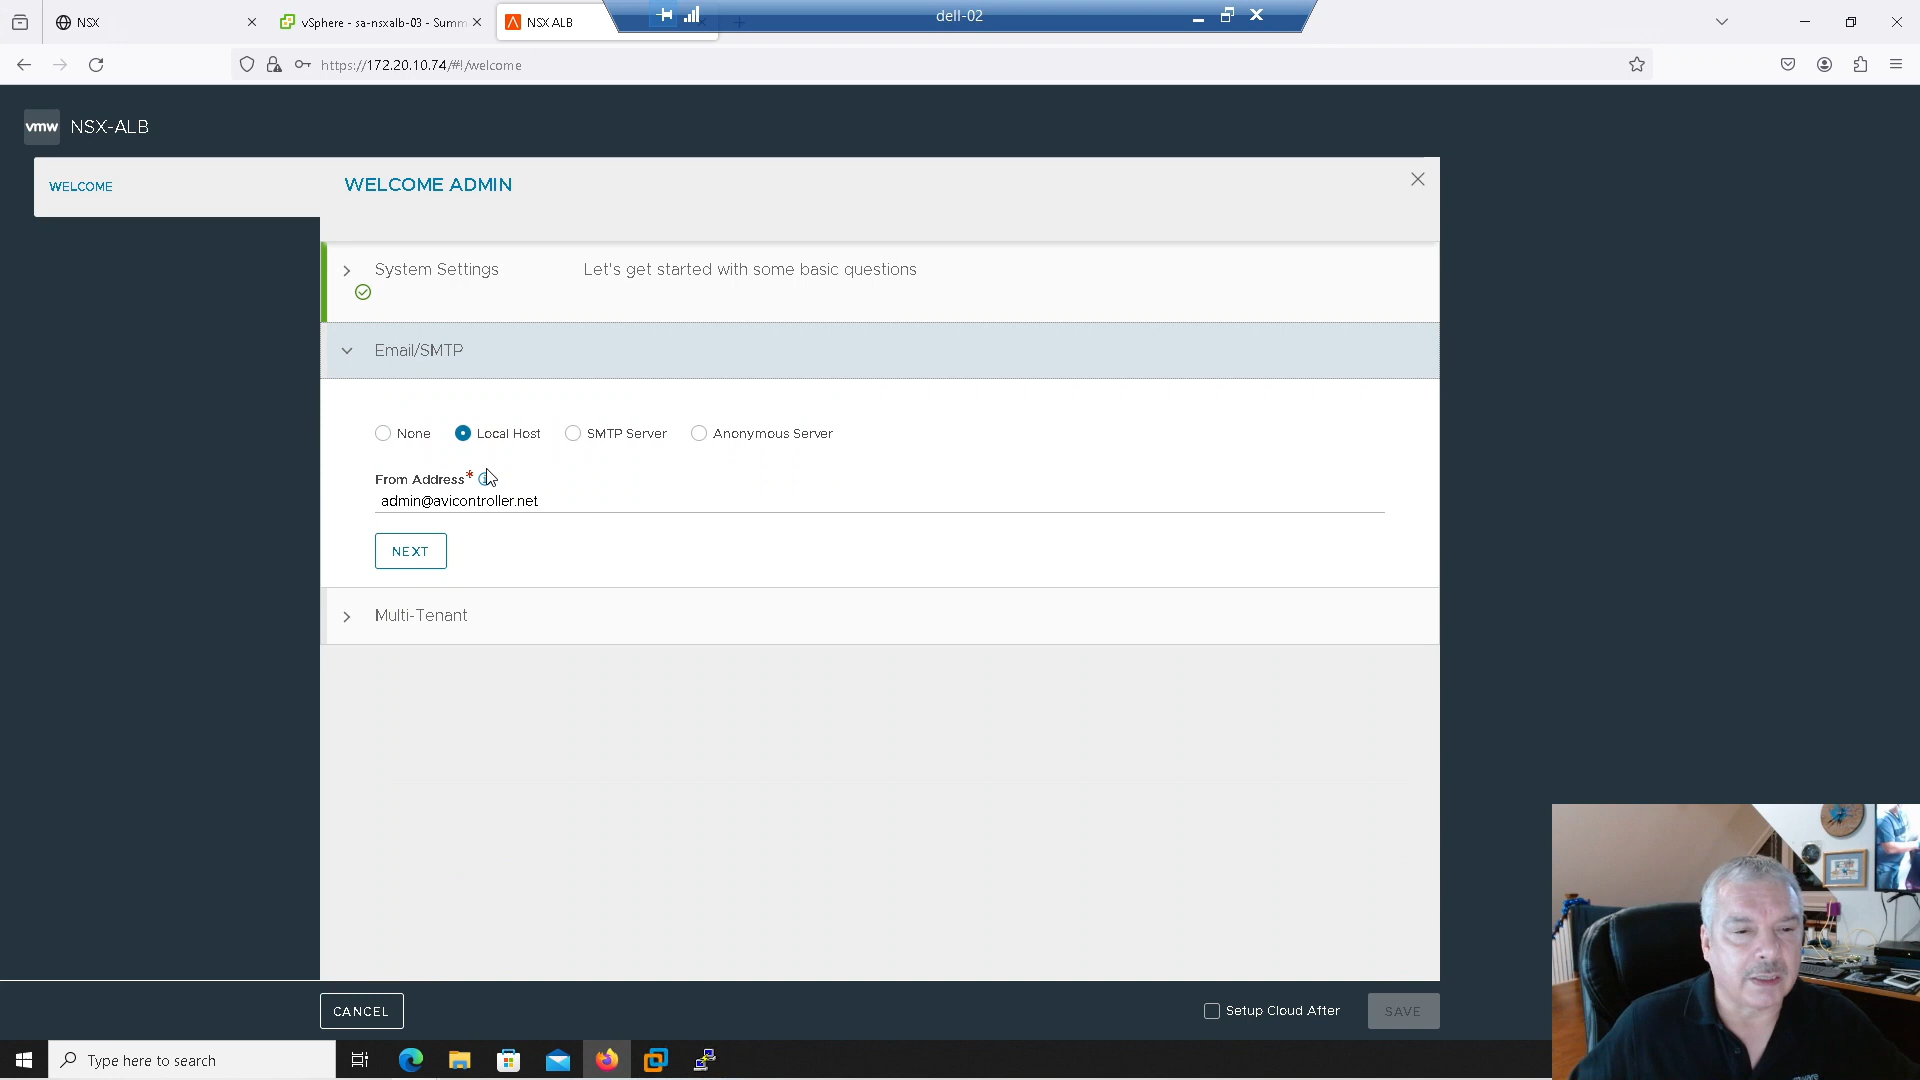 NSX
vSphere - sa-nsxalb-03 - Summ
NSX ALB
dell-02
https://172.20.10.74/#!/welcome
vmw NSX-ALB
WELCOME
WELCOME ADMIN
System Settings
Let's get started with some basic questions
Email/SMTP
None
Local Host
SMTP Server
Anonymous Server
From Address*
admin@avicontroller.net
NEXT
Multi-Tenant
CANCEL
Setup Cloud After
SAVE
Type here to search